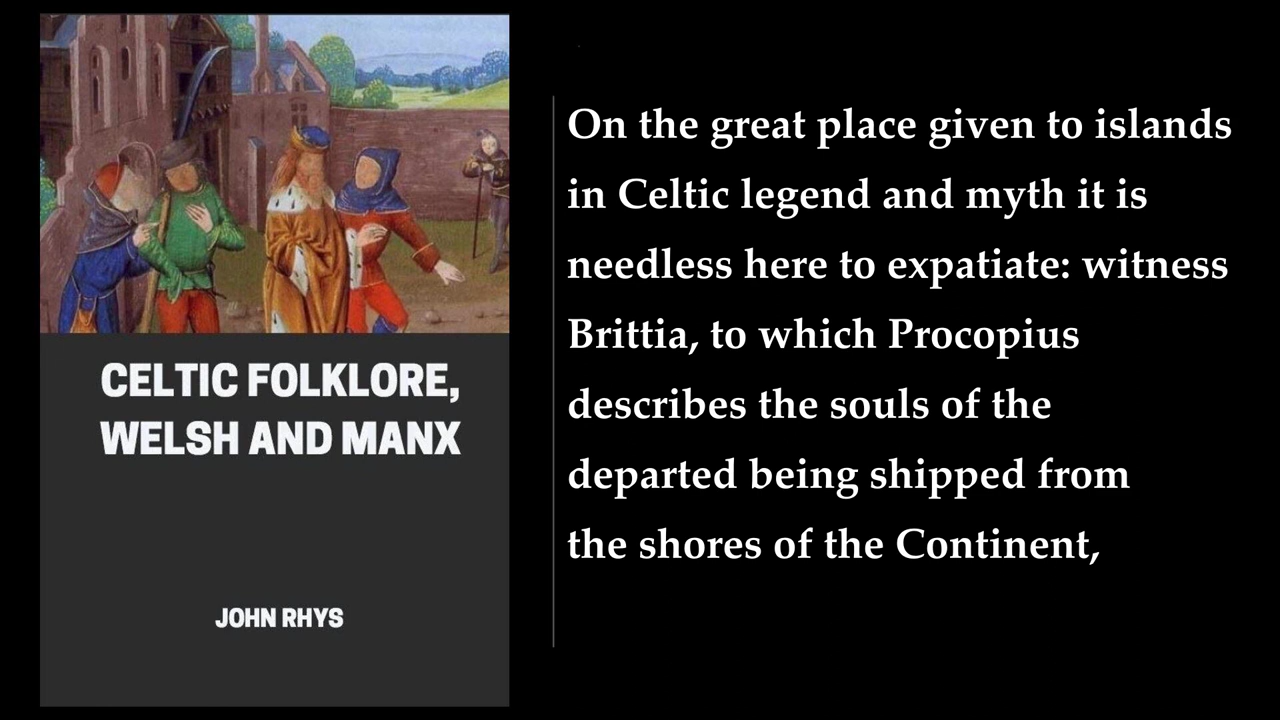 CELTIC FOLKLORE,
WELSH AND MANX
JOHN RHYS
On the great place given to islands
in Celtic legend and myth it is
needless here to expatiate: witness
Brittia, to which Procopius
describes the souls of the
departed being shipped from
the shores of the Continent,